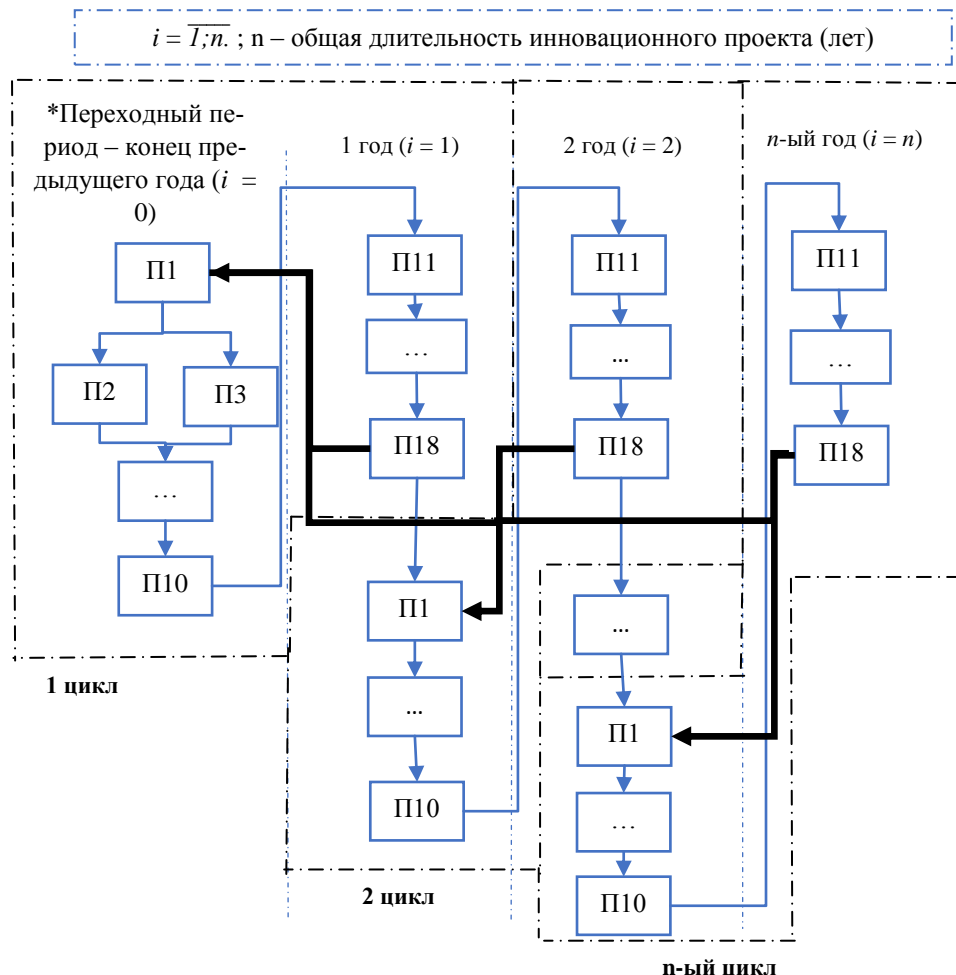 i = 1;n. ; n – общая длительность инновационного проекта (лет)
*Переходный пе-
риод – конец пре-
дыдущего года (i =
0)
П1
П2
П3
…
П10
1 цикл
1 год (i = 1)
П11
…
П18
П1
...
П10
2 цикл
2 год (i = 2)
П11
...
П18
...
П1
…
П10
n-ый цикл
n-ый год (i = n)
П11
…
П18